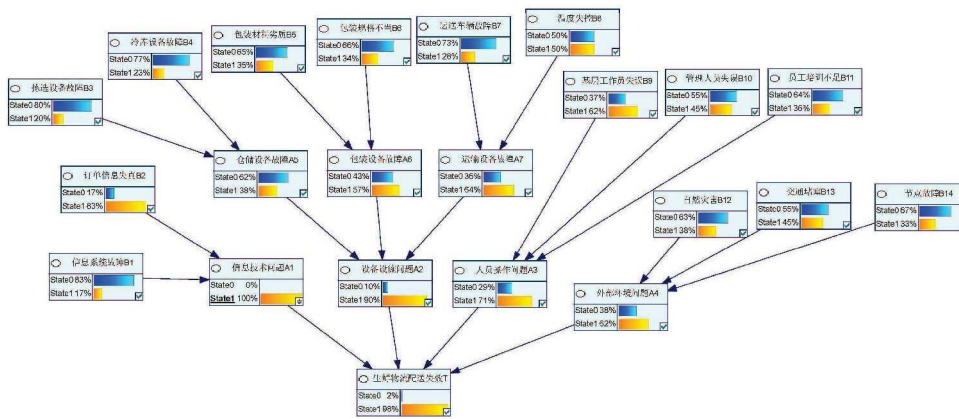 冷冻设备故障B4
State0 77%
State1 23%
包装材料劣质B5
State0 65%
State1 35%
包装规格不当B6
State0 66%
State1 34%
运送车辆故障B7
State0 73%
State1 26%
温度失控B8
State0 50%
State1 50%
拣选设备故障B3
State0 80%
State1 20%
基层工作员失误B9
State0 37%
State1 62%
管理人员失误B10
State0 55%
State1 45%
员工培训不足B11
State0 64%
State1 36%
仓储设备故障A5
State0 62%
State1 38%
包装设备故障A6
State0 43%
State1 57%
运输设备故障A7
State0 36%
State1 64%
订单信息失真B2
State0 17%
State1 83%
自然灾害B12
State0 63%
State1 38%
交通堵塞B13
State0 55%
State1 45%
节点故障B14
State0 67%
State1 33%
信息系统故障B1
State0 83%
State1 17%
信息技术问题A1
State0 0%
State1 100%
设备设施问题A2
State0 10%
State1 90%
人员操作问题A3
State0 29%
State1 71%
外部环境问题A4
State0 38%
State1 62%
生鲜物流配送失效T
State0 2%
State1 98%